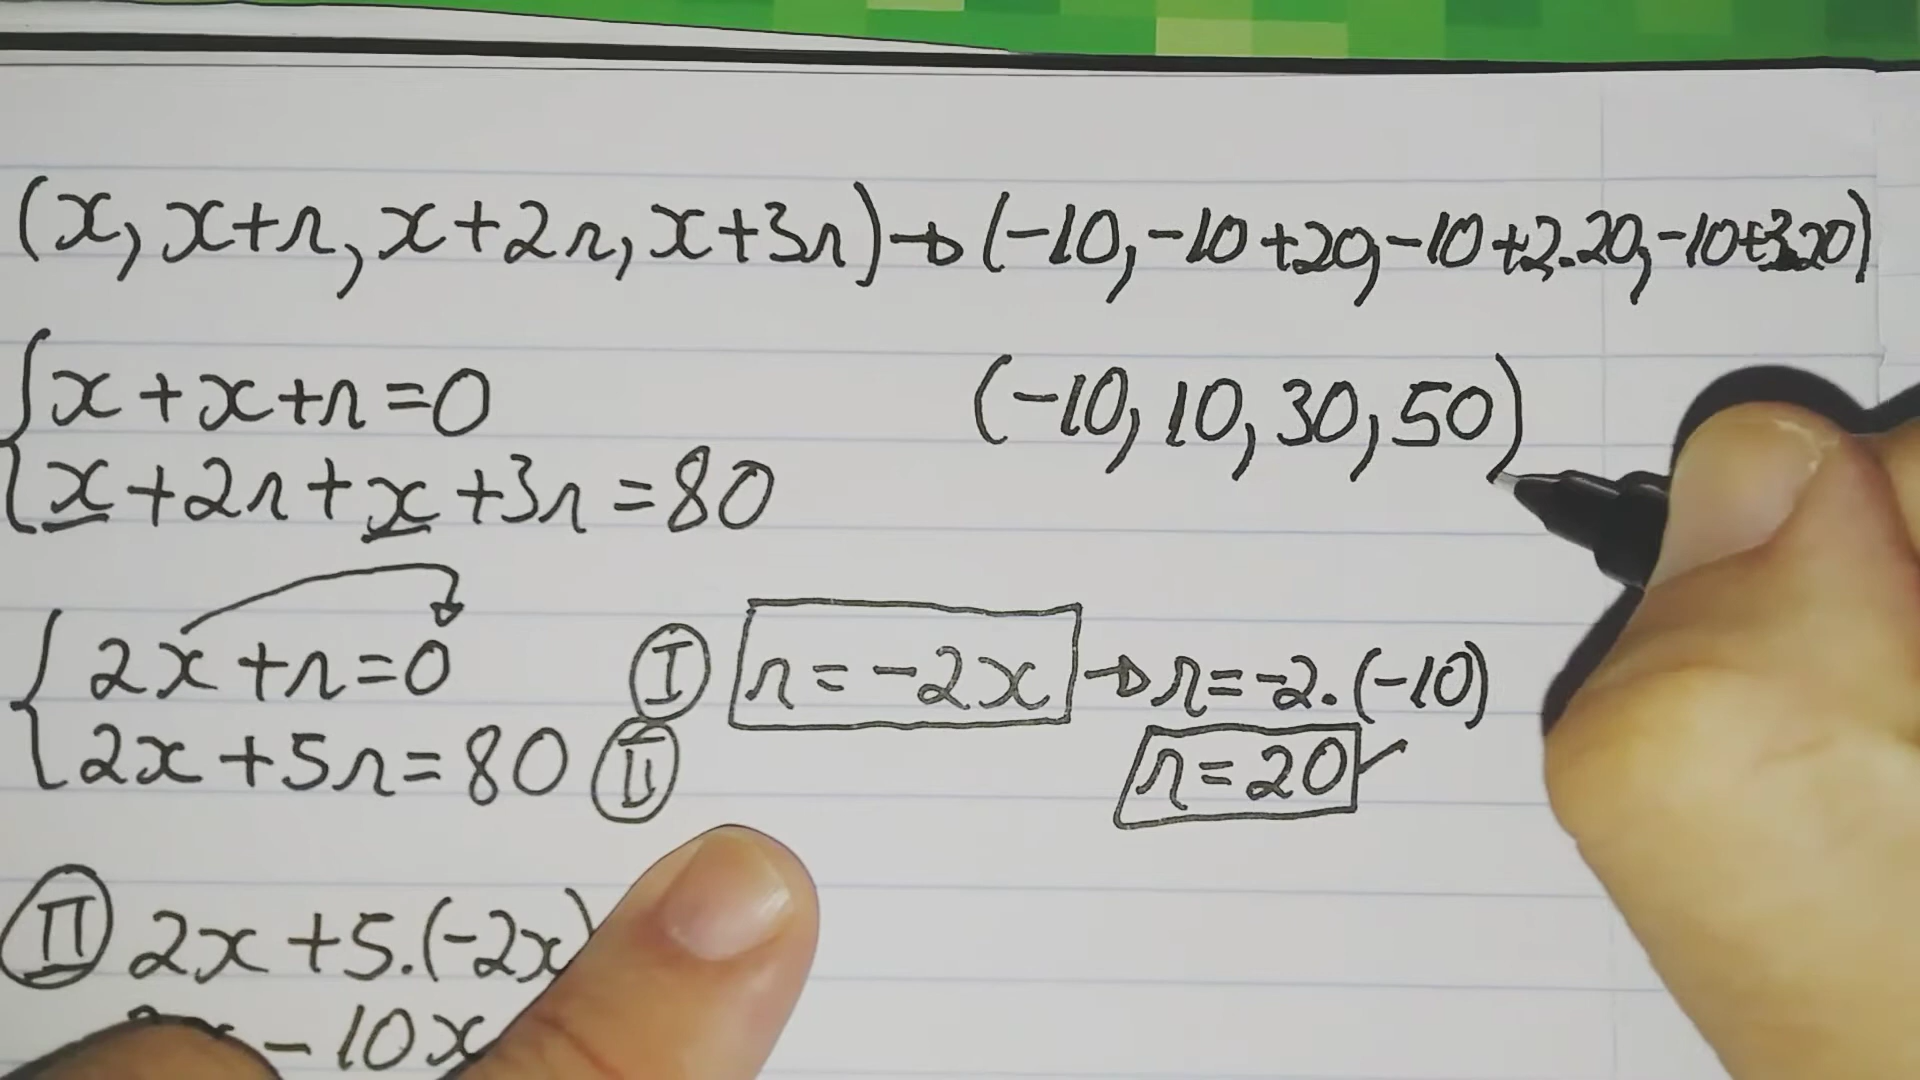 (x, x+r, x+2r, x+3r) → (-10, -10+20, -10+2.20, -10+3.20)
x + x + r = 0
(-10, 10, 30, 50)
x + 2r + x + 3r = 80
2x + r = 0 I r = -2x → r = -2.(-10)
2x + 5r = 80 II r = 20 ✓
II 2x + 5.(-2x)
- 10x